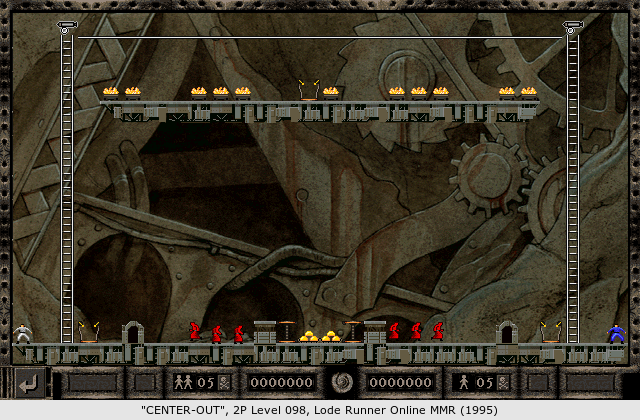 05 0000000 0000000 05
"CENTER-OUT", 2P Level 098, Lode Runner Online MMR (1995)